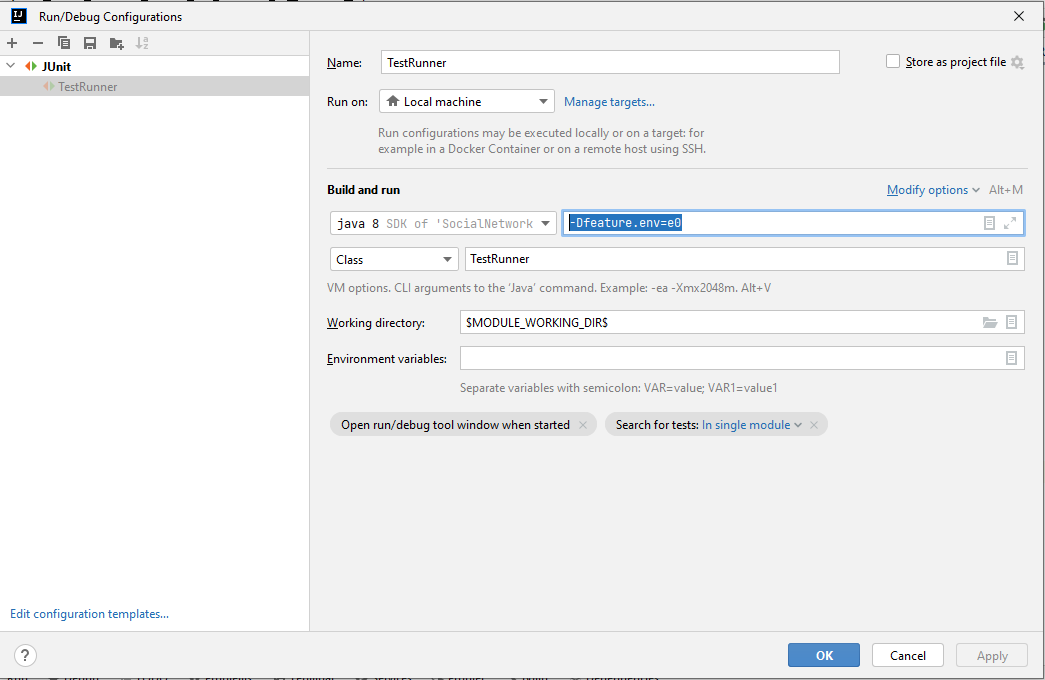 Run/Debug Configurations
JUnit
TestRunner
Name: TestRunner
Store as project file
Run on: Local machine Manage targets...
Run configurations may be executed locally or on a target: for
example in a Docker Container or on a remote host using SSH.
Build and run
Modify options Alt+M
java 8 SDK of 'SocialNetwork
-Dfeature.env=e0
Class TestRunner
VM options. CLI arguments to the 'Java' command. Example: -ea -Xmx2048m. Alt+V
Working directory: $MODULE_WORKING_DIR$
Environment variables:
Separate variables with semicolon: VAR=value; VAR1=value1
Open run/debug tool window when started
Search for tests: In single module
Edit configuration templates...
?
OK Cancel Apply